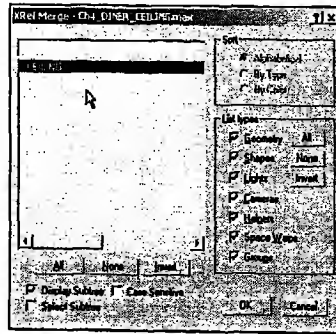 XRef Merge - Ch4_DINER_CEILING.max
CEILING
All None Invert
Display Subtree Case Sensitive
Select Subtree
Sort
Alphabetical
By Type
By Color
List Types
Geometry All
Shapes None
Lights Invert
Cameras
Helpers
Space Warps
Groups
OK Cancel